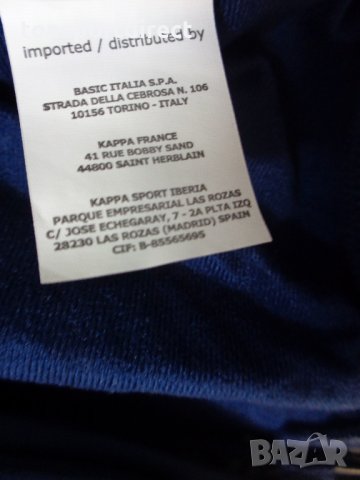 imported / distributed by
BASIC ITALIA S.P.A.
STRADA DELLA CEBROSA N. 106
10156 TORINO - ITALY
KAPPA FRANCE
41 RUE BOBBY SAND
44800 SAINT HERBLAIN
KAPPA SPORT IBERIA
PARQUE EMPRESARIAL LAS ROZAS
C/ JOSE ECHEGARAY, 7 - 2A PLTA IZQ
28230 LAS ROZAS (MADRID) SPAIN
CIF: B-85565695
BAZAR